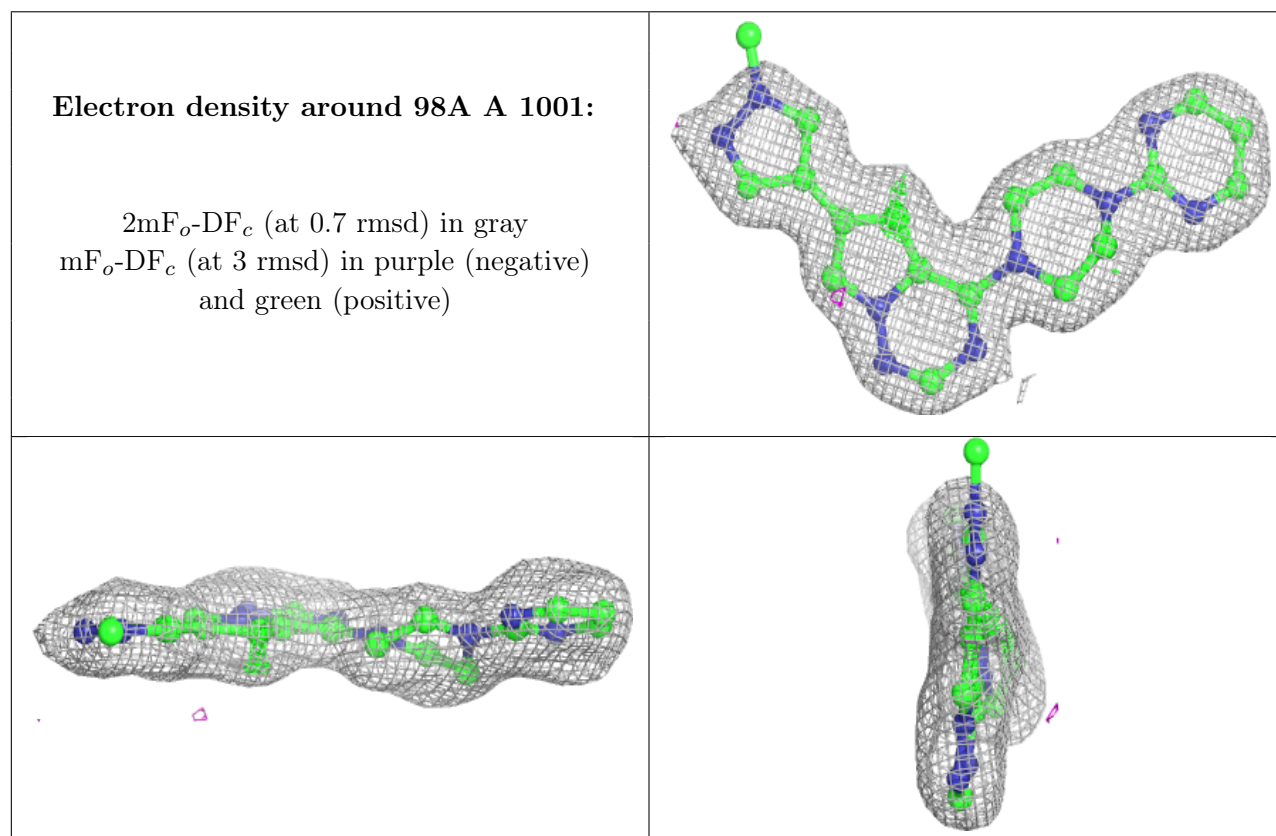 Electron density around 98A A 1001:
2mFo-DFc (at 0.7 rmsd) in gray
mFo-DFc (at 3 rmsd) in purple (negative)
and green (positive)